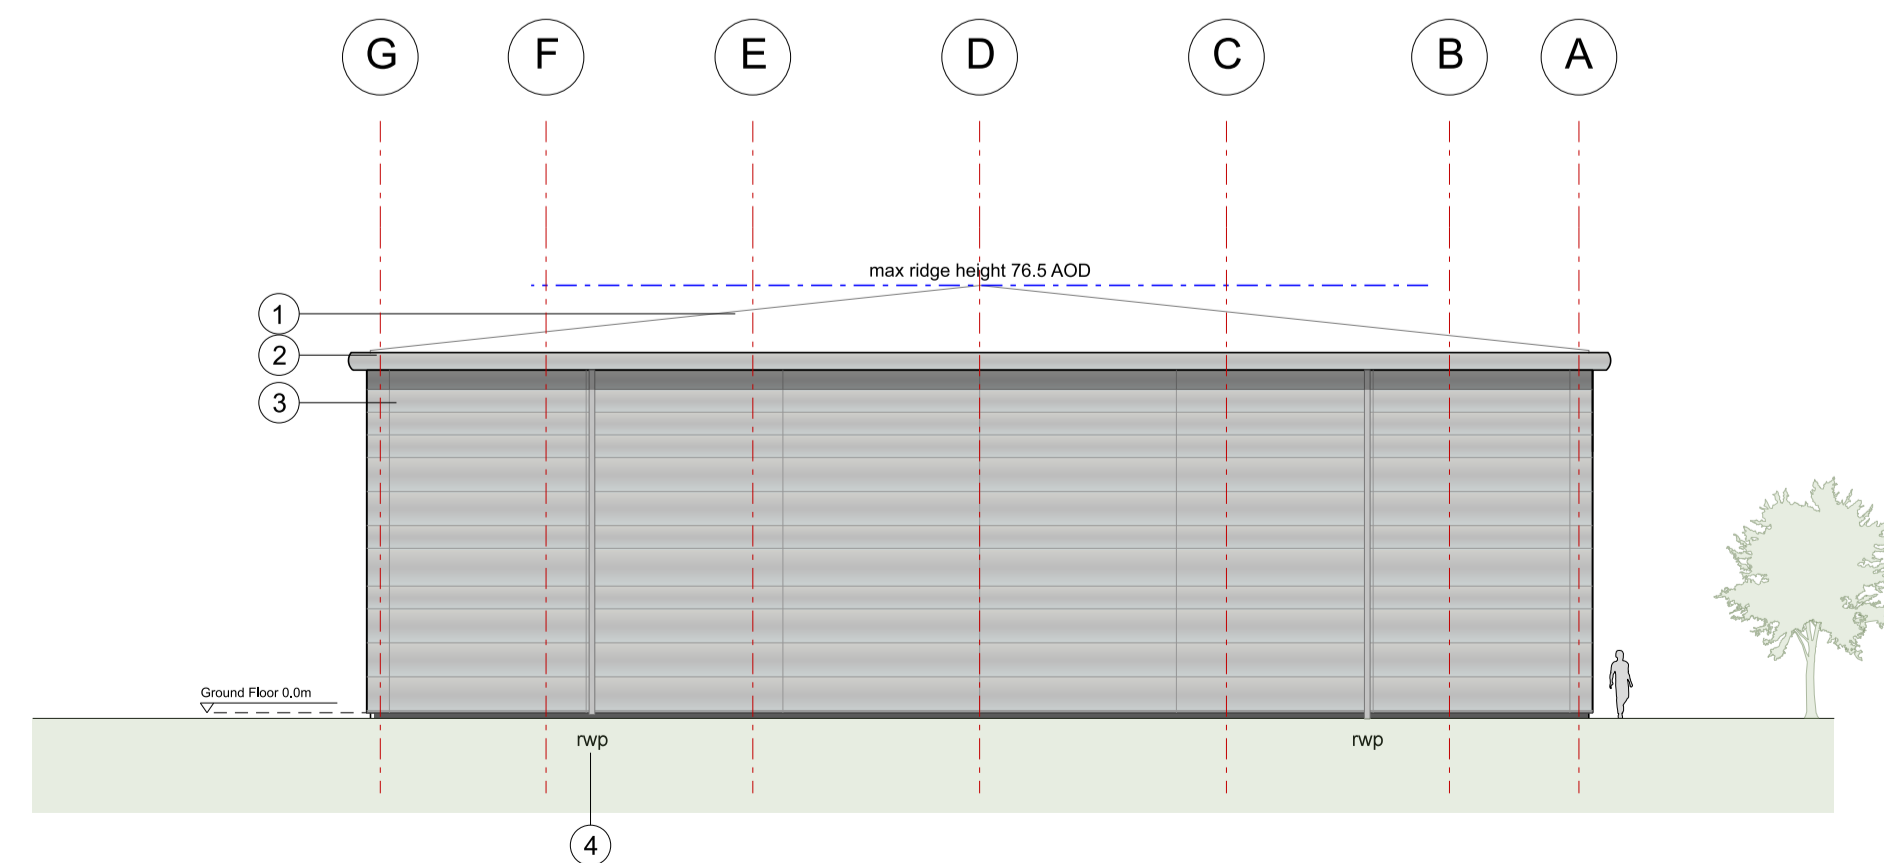 G F E D C B A
max ridge height 76.5 AOD
1
2
3
Ground Floor 0.0m
rwp rwp
4